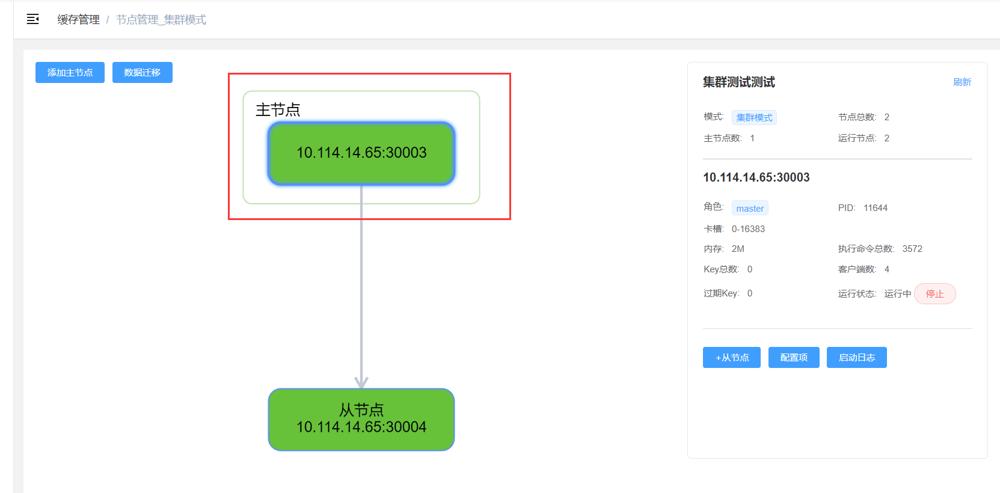 缓存管理 / 节点管理_集群模式
添加主节点 数据迁移
主节点
10.114.14.65:30003
从节点
10.114.14.65:30004
集群测试测试 刷新
模式: 集群模式 节点总数: 2
主节点数: 1 运行节点: 2
10.114.14.65:30003
角色: master PID: 11644
卡槽: 0-16383
内存: 2M 执行命令总数: 3572
Key总数: 0 客户端数: 4
过期Key: 0 运行状态: 运行中 停止
+从节点 配置项 启动日志